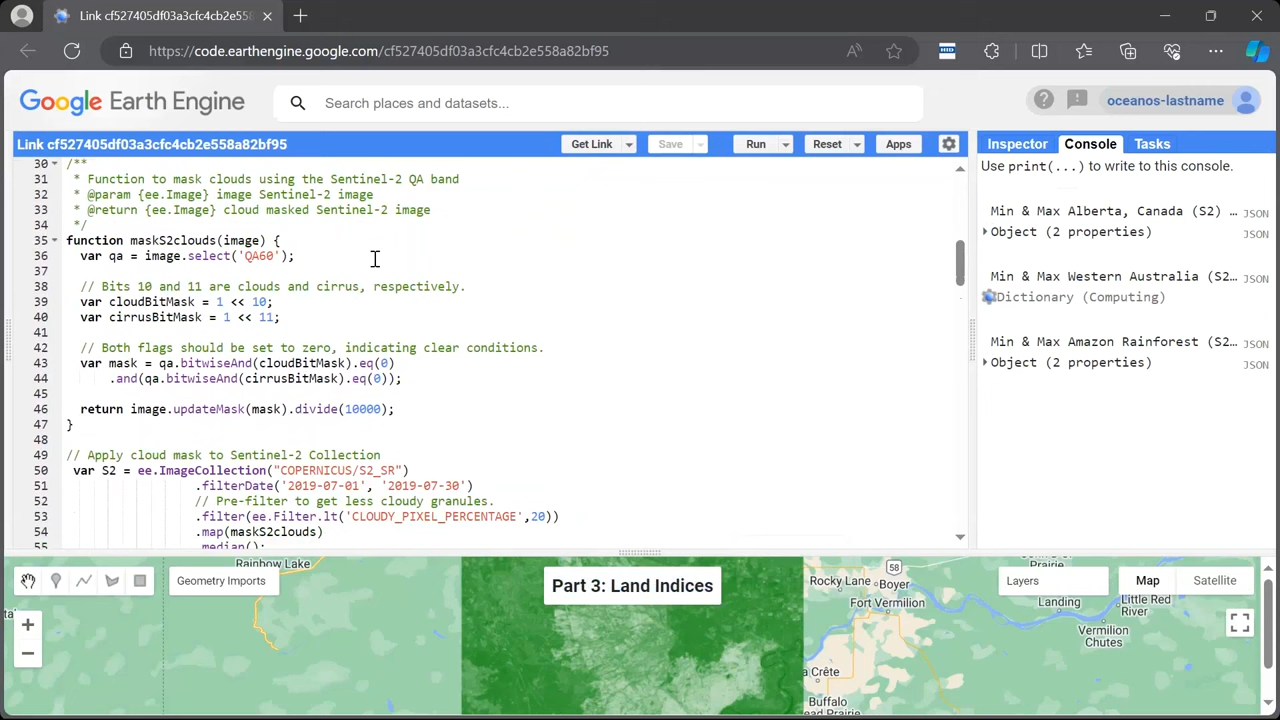 Link cf527405df03a3cfc4cb2e55
https://code.earthengine.google.com/cf527405df03a3cfc4cb2e558a82bf95
Google Earth Engine
Search places and datasets...
oceanos-lastname
Link cf527405df03a3cfc4cb2e558a82bf95
Get Link
Save
Run
Reset
Apps
Inspector
Console
Tasks
Use print(...) to write to this console.
30 /**
31 * Function to mask clouds using the Sentinel-2 QA band
32 * @param {ee.Image} image Sentinel-2 image
33 * @return {ee.Image} cloud masked Sentinel-2 image
34 */
35 function maskS2clouds(image) {
36 var qa = image.select('QA60');
37
38 // Bits 10 and 11 are clouds and cirrus, respectively.
39 var cloudBitMask = 1 << 10;
40 var cirrusBitMask = 1 << 11;
41
42 // Both flags should be set to zero, indicating clear conditions.
43 var mask = qa.bitwiseAnd(cloudBitMask).eq(0)
44 .and(qa.bitwiseAnd(cirrusBitMask).eq(0));
45
46 return image.updateMask(mask).divide(10000);
47 }
48
49 // Apply cloud mask to Sentinel-2 Collection
50 var S2 = ee.ImageCollection("COPERNICUS/S2_SR")
51 .filterDate('2019-07-01', '2019-07-30')
52 // Pre-filter to get less cloudy granules.
53 .filter(ee.Filter.lt('CLOUDY_PIXEL_PERCENTAGE',20))
54 .map(maskS2clouds)
55 .median();
Min & Max Alberta, Canada (S2) … JSON
Object (2 properties) JSON
Min & Max Western Australia (S2… JSON
Dictionary (Computing)
Min & Max Amazon Rainforest (S2… JSON
Object (2 properties) JSON
Geometry Imports
Part 3: Land Indices
Layers
Map
Satellite
Rainbow Lake
Rocky Lane
Boyer
58
Fort Vermilion
Landing
Little Red
River
Vermilion
Chutes
La Crête
Buffalo
Head Prairie